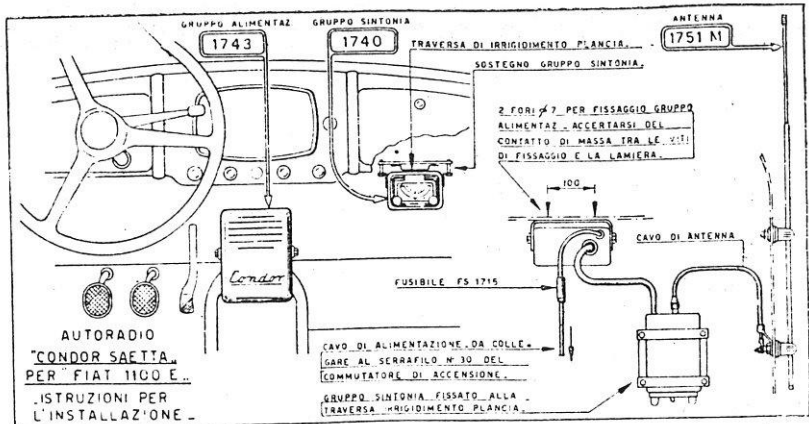 GRUPPO ALIMENTAZ
1743
GRUPPO SINTONIA
1740
ANTENNA
1751 M
TRAVERSA DI IRRIGIDIMENTO PLANCIA.
SOSTEGNO GRUPPO SINTONIA.
2 FORI ø 7 PER FISSAGGIO GRUPPO
ALIMENTAZ. ACCERTARSI DEL
CONTATTO DI MASSA TRA LE VITI
DI FISSAGGIO E LA LAMIERA.
100
CAVO DI ANTENNA
Condor
FUSIBILE FS 1715
AUTORADIO
"CONDOR SAETTA"
PER FIAT 1100 E.
ISTRUZIONI PER
L'INSTALLAZIONE
CAVO DI ALIMENTAZIONE. DA COLLE-
GARE AL SERRAFILO N° 30 DEL
COMMUTATORE DI ACCENSIONE.
GRUPPO SINTONIA FISSATO ALLA
TRAVERSA IRRIGIDIMENTO PLANCIA.